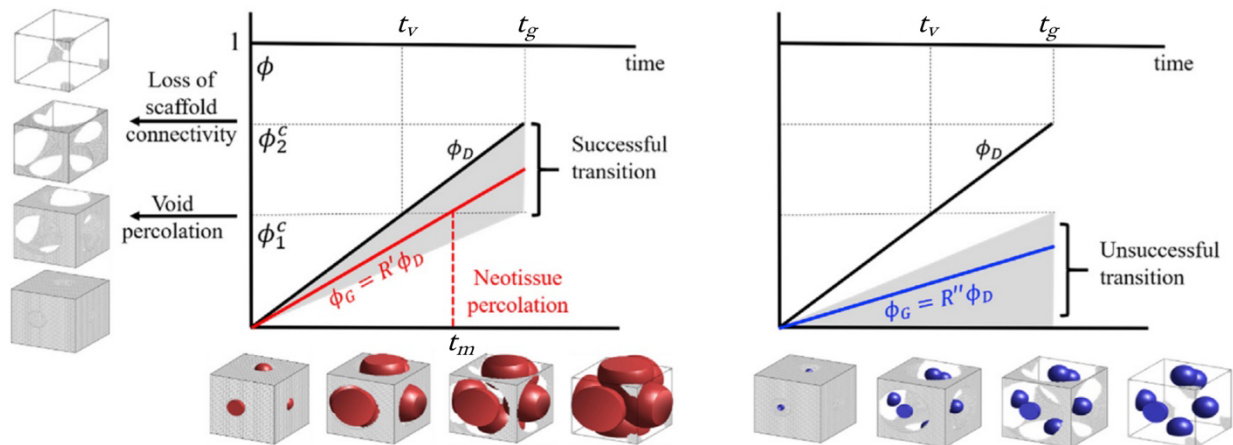 t_v
t_g
1
time
ϕ
Loss of
scaffold
connectivity
ϕ_2^c
ϕ_D
Successful
transition
Void
percolation
ϕ_1^c
ϕ_G = R′ϕ_D
Neotissue
percolation
t_m
t_v
t_g
time
ϕ_D
Unsuccessful
transition
ϕ_G = R″ϕ_D